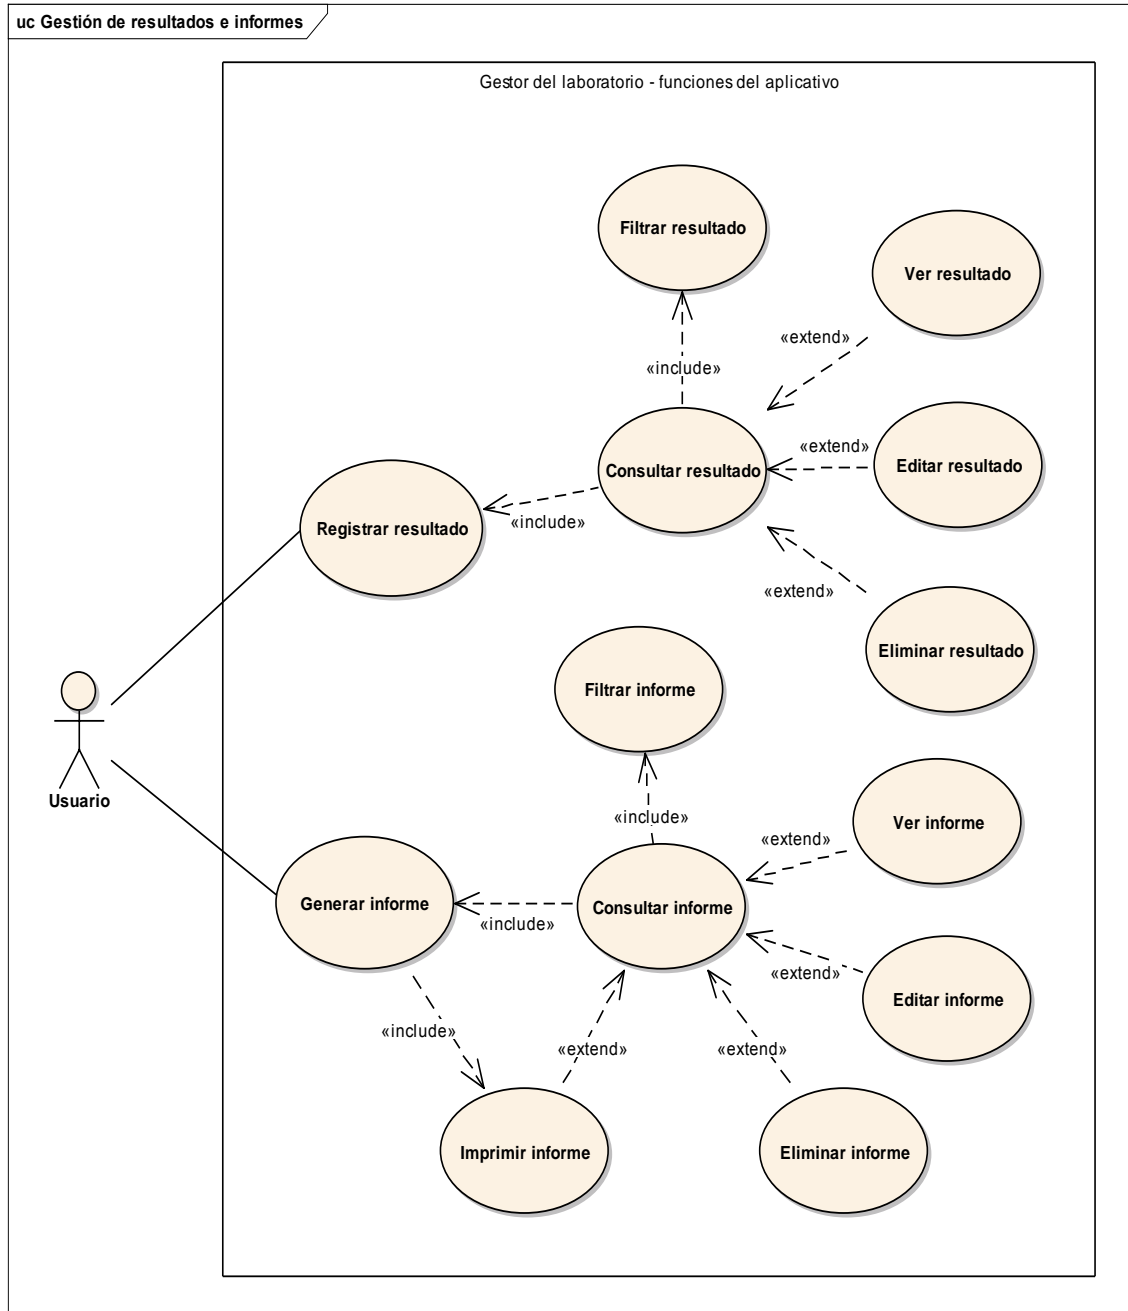 uc Gestión de resultados e informes
Gestor del laboratorio - funciones del aplicativo
Filtrar resultado
Ver resultado
«extend»
«include»
Consultar resultado
«extend»
Editar resultado
Registrar resultado
«include»
«extend»
Eliminar resultado
Filtrar informe
Usuario
«include»
Ver informe
«extend»
Generar informe
«include»
Consultar informe
«extend»
Editar informe
«include»
«extend»
«extend»
Imprimir informe
Eliminar informe